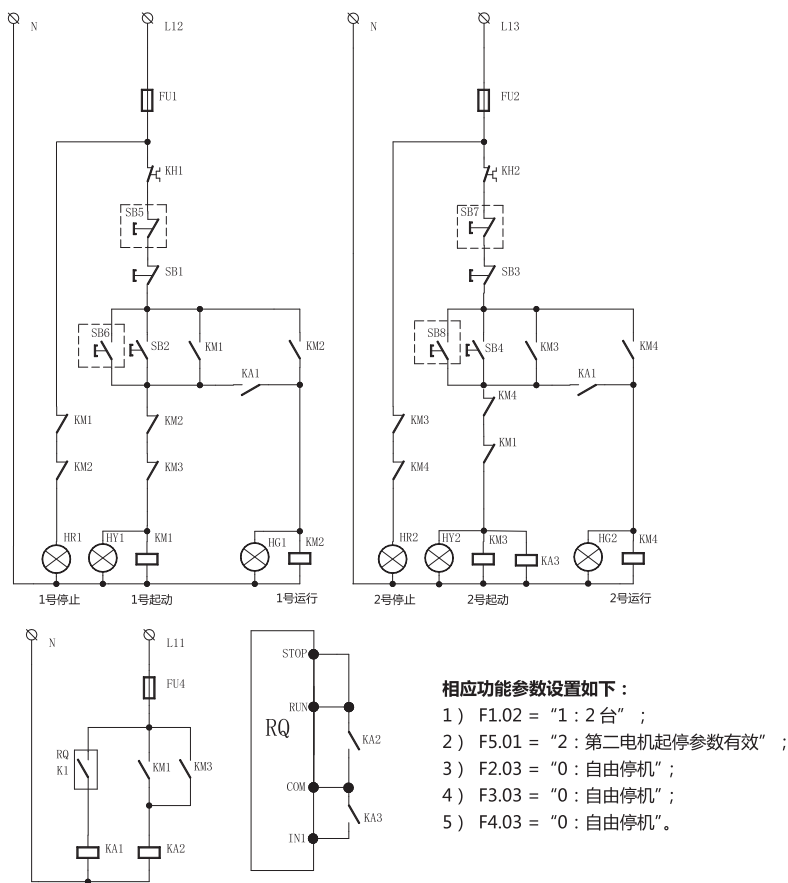 N
L12
FU1
KH1
SB5
SB1
SB6
SB2
KM1
KM2
KA1
KM1
KM2
KM2
KM3
HR1
HY1
KM1
HG1
KM2
1号停止
1号起动
1号运行
N
L13
FU2
KH2
SB7
SB3
SB8
SB4
KM3
KM4
KA1
KM4
KM3
KM1
KM4
HR2
HY2
KM3
KA3
HG2
KM4
2号停止
2号起动
2号运行
N
L11
FU4
RQ
K1
KM1
KM3
KA1
KA2
STOP
RUN
RQ
KA2
COM
KA3
IN1
相应功能参数设置如下：
1） F1.02 = “1：2 台” ；
2） F5.01 = “2：第二电机起停参数有效” ；
3） F2.03 = “0：自由停机”；
4） F3.03 = “0：自由停机”；
5） F4.03 = “0：自由停机”。